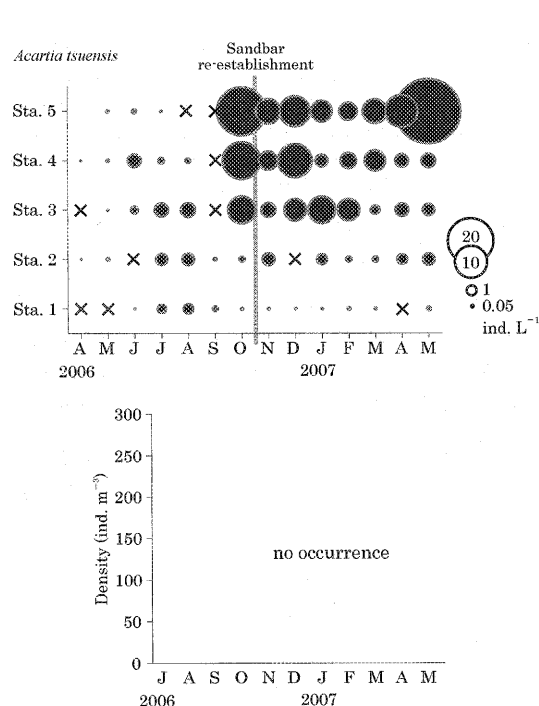 Acartia tsuensis
Sandbar
re-establishment
Sta. 5
Sta. 4
Sta. 3
Sta. 2
Sta. 1
20
10
1
0.05
ind. L⁻¹
A M J J A S O N D J F M A M
2006 2007
300
250
200
150
100
50
0
Density (ind. m⁻³)
no occurrence
J J A S O N D J F M A M
2006 2007